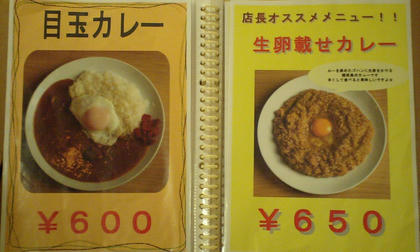 目玉カレー
￥６００
店長オススメメニュー！！
生卵載せカレー
￥６５０